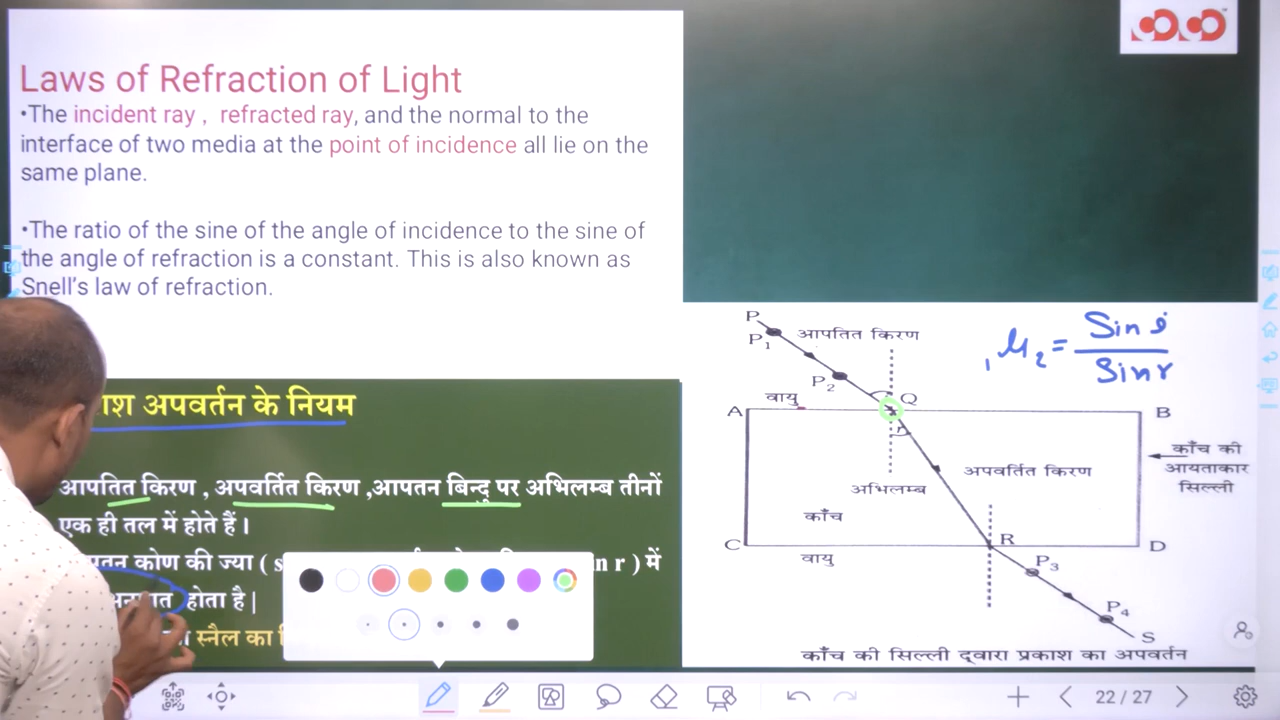 Laws of Refraction of Light
•The incident ray , refracted ray, and the normal to the
interface of two media at the point of incidence all lie on the
same plane.
•The ratio of the sine of the angle of incidence to the sine of
the angle of refraction is a constant. This is also known as
Snell's law of refraction.
अपवर्तन के नियम
आपतित किरण , अपवर्तित किरण ,आपतन बिन्दु पर अभिलम्ब तीनों
एक ही तल में होते हैं ।
कोण की ज्या ( s n r ) में
होता है |
स्नैल का
P
P1
आपतित किरण
P2
वायु
Q
A
B
r
अपवर्तित किरण
काँच की
आयताकार
सिल्ली
अभिलम्ब
काँच
C
वायु
R
D
P3
P4
S
काँच की सिल्ली द्वारा प्रकाश का अपवर्तन
1μ2 = Sin i / Sin r
22 / 27